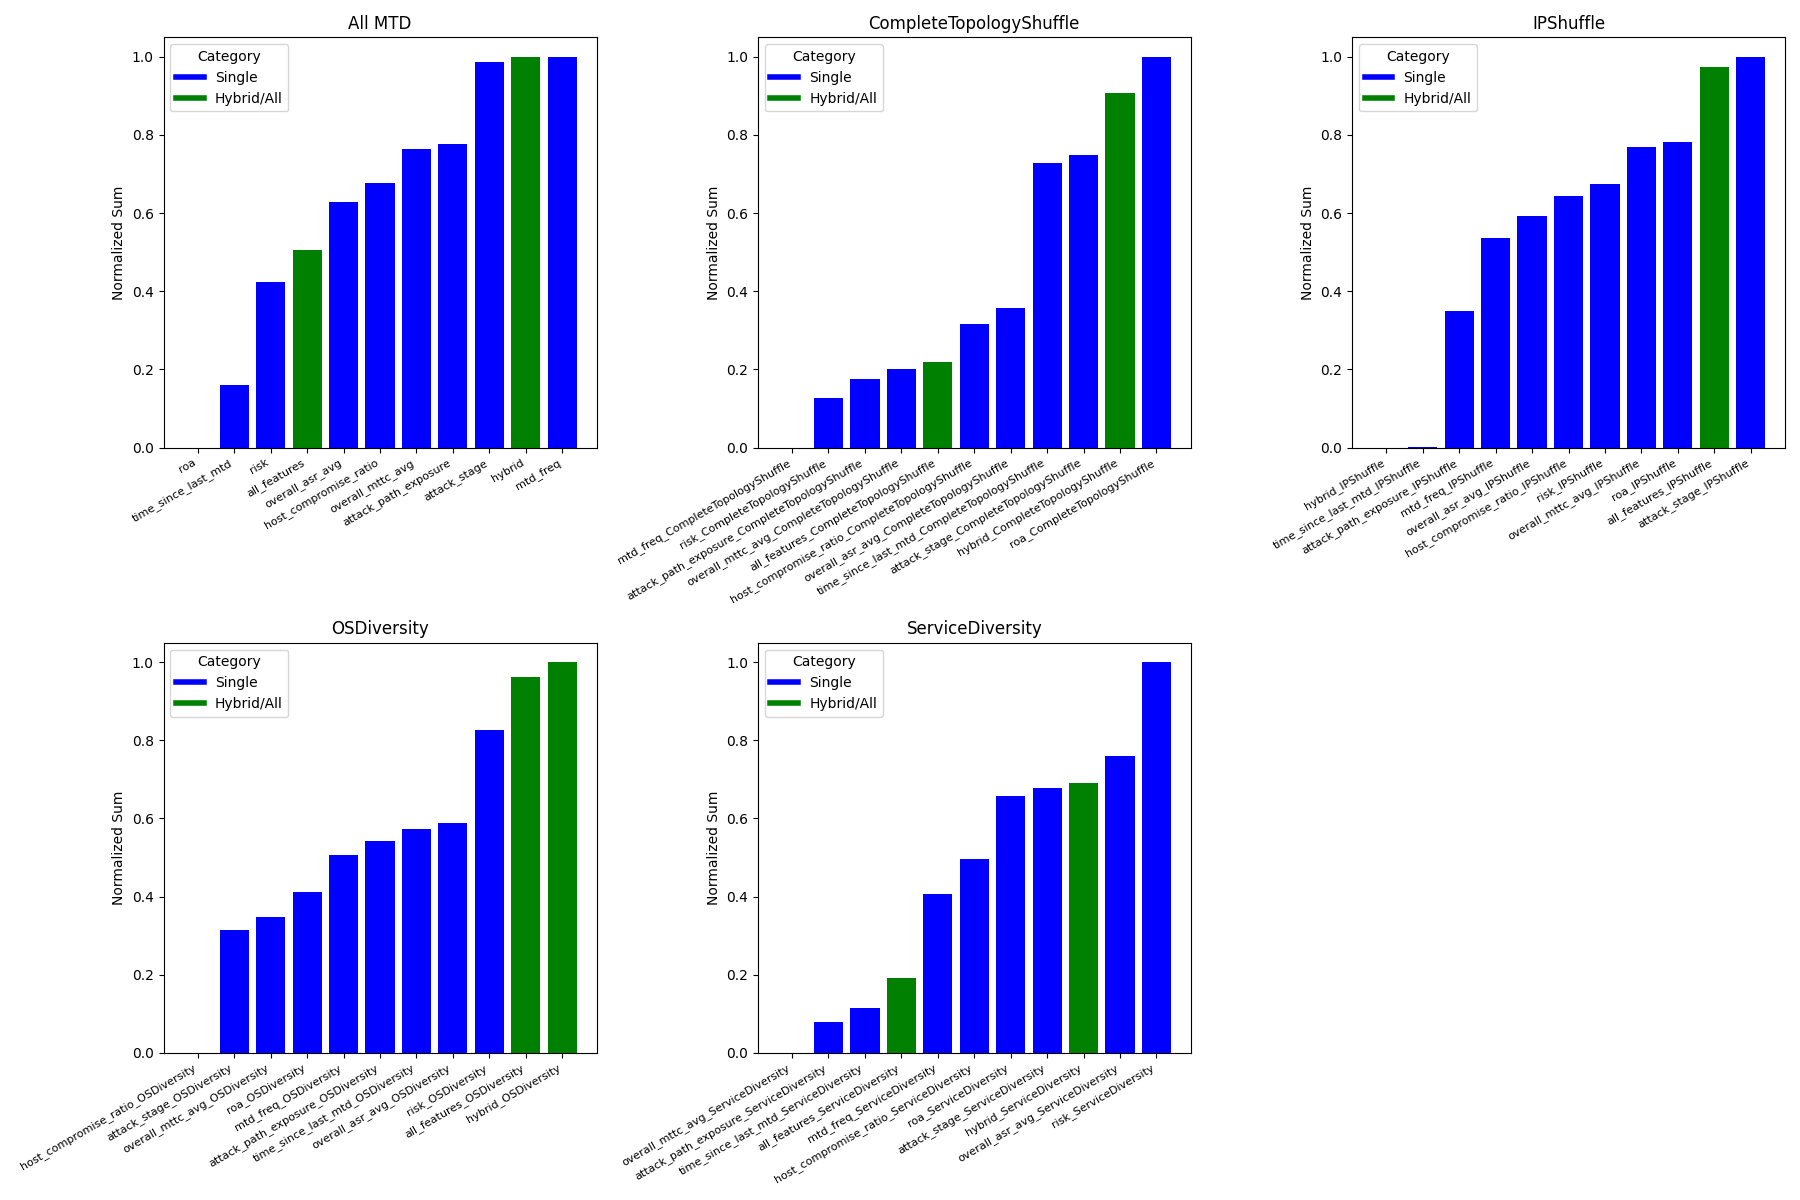 All MTD
Category
Single
Hybrid/All
Normalized Sum
1.0
0.8
0.6
0.4
0.2
0.0
roa
time_since_last_mtd
risk
all_features
overall_asr_avg
host_compromise_ratio
overall_mttc_avg
attack_path_exposure
attack_stage
hybrid
mtd_freq
CompleteTopologyShuffle
Category
Single
Hybrid/All
Normalized Sum
1.0
0.8
0.6
0.4
0.2
0.0
mtd_freq_CompleteTopologyShuffle
risk_CompleteTopologyShuffle
attack_path_exposure_CompleteTopologyShuffle
overall_mttc_avg_CompleteTopologyShuffle
all_features_CompleteTopologyShuffle
host_compromise_ratio_CompleteTopologyShuffle
overall_asr_avg_CompleteTopologyShuffle
time_since_last_mtd_CompleteTopologyShuffle
attack_stage_CompleteTopologyShuffle
hybrid_CompleteTopologyShuffle
roa_CompleteTopologyShuffle
IPShuffle
Category
Single
Hybrid/All
Normalized Sum
1.0
0.8
0.6
0.4
0.2
0.0
hybrid_IPShuffle
time_since_last_mtd_IPShuffle
attack_path_exposure_IPShuffle
mtd_freq_IPShuffle
overall_asr_avg_IPShuffle
host_compromise_ratio_IPShuffle
risk_IPShuffle
overall_mttc_avg_IPShuffle
roa_IPShuffle
all_features_IPShuffle
attack_stage_IPShuffle
OSDiversity
Category
Single
Hybrid/All
Normalized Sum
1.0
0.8
0.6
0.4
0.2
0.0
host_compromise_ratio_OSDiversity
attack_stage_OSDiversity
overall_mttc_avg_OSDiversity
roa_OSDiversity
mtd_freq_OSDiversity
attack_path_exposure_OSDiversity
time_since_last_mtd_OSDiversity
overall_asr_avg_OSDiversity
risk_OSDiversity
all_features_OSDiversity
hybrid_OSDiversity
ServiceDiversity
Category
Single
Hybrid/All
Normalized Sum
1.0
0.8
0.6
0.4
0.2
0.0
overall_mttc_avg_ServiceDiversity
attack_path_exposure_ServiceDiversity
time_since_last_mtd_ServiceDiversity
all_features_ServiceDiversity
mtd_freq_ServiceDiversity
host_compromise_ratio_ServiceDiversity
roa_ServiceDiversity
attack_stage_ServiceDiversity
hybrid_ServiceDiversity
overall_asr_avg_ServiceDiversity
risk_ServiceDiversity